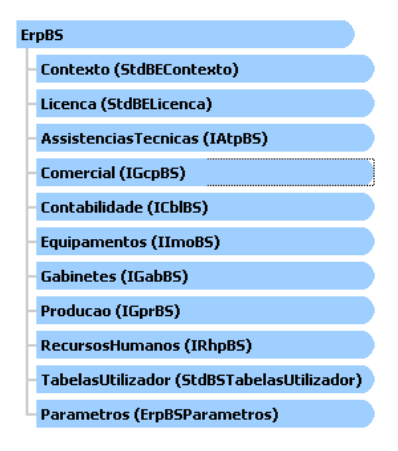 ErpBS
Contexto (StdBEContexto)
Licenca (StdBELicenca)
AssistenciasTecnicas (IAtpBS)
Comercial (IGcpBS)
Contabilidade (ICblBS)
Equipamentos (IImoBS)
Gabinetes (IGabBS)
Producao (IGprBS)
RecursosHumanos (IRhpBS)
TabelasUtilizador (StdBSTabelasUtilizador)
Parametros (ErpBSParametros)